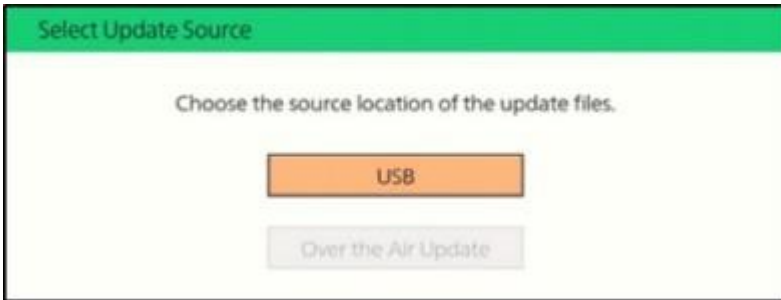 Select Update Source
Choose the source location of the update files.
USB
Over the Air Update